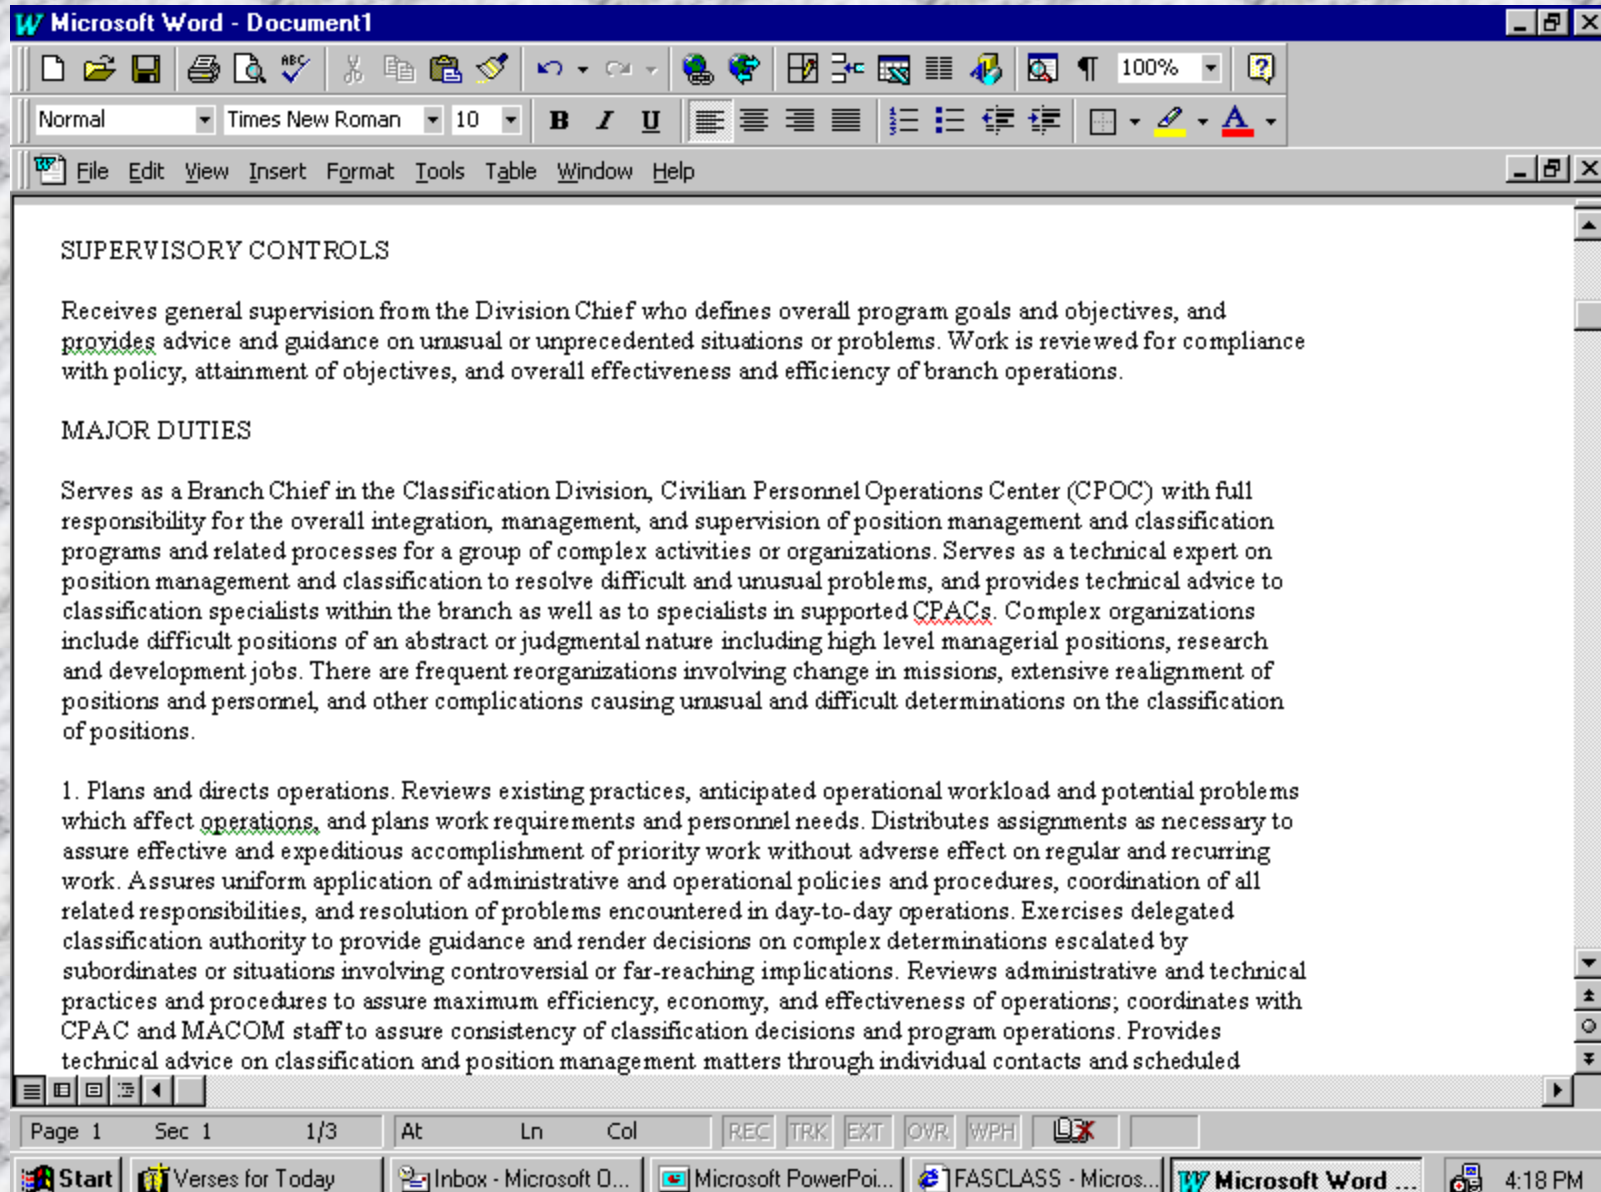 Microsoft Word - Document1
ABC
100%
Normal Times New Roman 10 B I U A
File Edit View Insert Format Tools Table Window Help
SUPERVISORY CONTROLS
Receives general supervision from the Division Chief who defines overall program goals and objectives, and
provides advice and guidance on unusual or unprecedented situations or problems. Work is reviewed for compliance
with policy, attainment of objectives, and overall effectiveness and efficiency of branch operations.
MAJOR DUTIES
Serves as a Branch Chief in the Classification Division, Civilian Personnel Operations Center (CPOC) with full
responsibility for the overall integration, management, and supervision of position management and classification
programs and related processes for a group of complex activities or organizations. Serves as a technical expert on
position management and classification to resolve difficult and unusual problems, and provides technical advice to
classification specialists within the branch as well as to specialists in supported CPACs. Complex organizations
include difficult positions of an abstract or judgmental nature including high level managerial positions, research
and development jobs. There are frequent reorganizations involving change in missions, extensive realignment of
positions and personnel, and other complications causing unusual and difficult determinations on the classification
of positions.
1. Plans and directs operations. Reviews existing practices, anticipated operational workload and potential problems
which affect operations, and plans work requirements and personnel needs. Distributes assignments as necessary to
assure effective and expeditious accomplishment of priority work without adverse effect on regular and recurring
work. Assures uniform application of administrative and operational policies and procedures, coordination of all
related responsibilities, and resolution of problems encountered in day-to-day operations. Exercises delegated
classification authority to provide guidance and render decisions on complex determinations escalated by
subordinates or situations involving controversial or far-reaching implications. Reviews administrative and technical
practices and procedures to assure maximum efficiency, economy, and effectiveness of operations; coordinates with
CPAC and MACOM staff to assure consistency of classification decisions and program operations. Provides
technical advice on classification and position management matters through individual contacts and scheduled
Page 1 Sec 1 1/3 At Ln Col REC TRK EXT OVR WPH
Start Verses for Today Inbox - Microsoft O... Microsoft PowerPoi... FASCLASS - Micros... Microsoft Word ... 4:18 PM